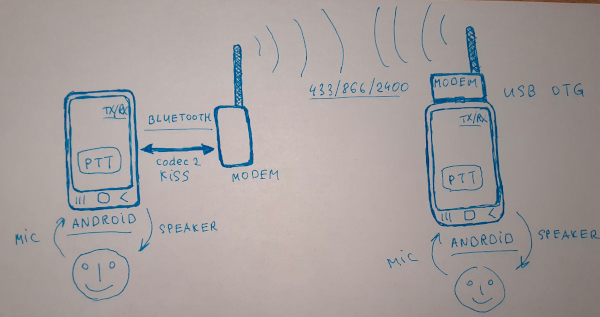 433/866/2400
MODEM
USB OTG
TX/RX
BLUETOOTH
TX/RX
PTT
codec 2
KiSS
MODEM
PTT
ANDROiD
SPEAKER
MiC
ANDROiD
SPEAKER
MiC